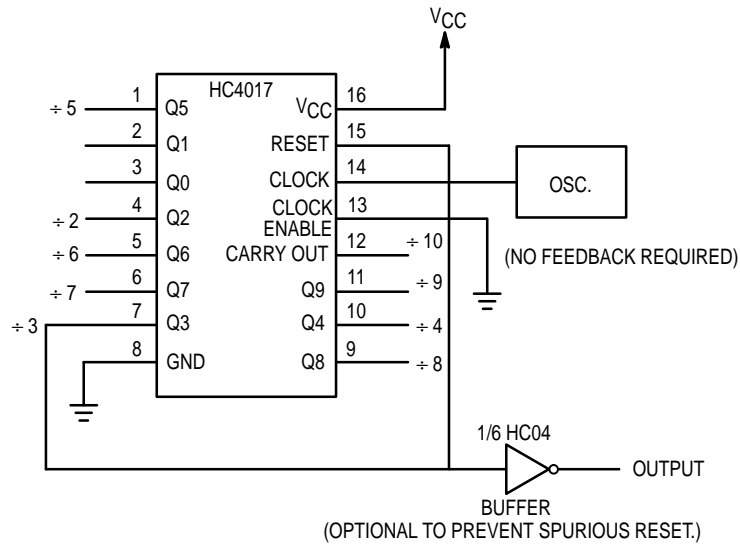 VCC
HC4017
÷ 5 1 Q5 VCC 16
2 Q1 RESET 15
3 Q0 CLOCK 14 OSC.
÷ 2 4 Q2 CLOCK ENABLE 13
÷ 6 5 Q6 CARRY OUT 12 ÷ 10 (NO FEEDBACK REQUIRED)
÷ 7 6 Q7 Q9 11 ÷ 9
÷ 3 7 Q3 Q4 10 ÷ 4
8 GND Q8 9 ÷ 8
1/6 HC04
OUTPUT
BUFFER
(OPTIONAL TO PREVENT SPURIOUS RESET.)